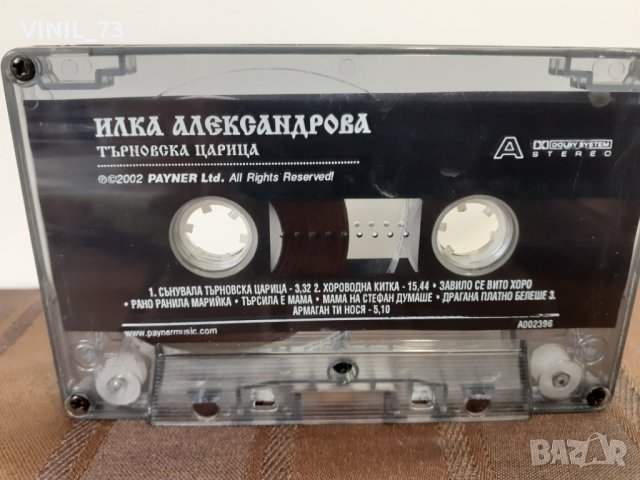 VINIL_73
ИЛКА АЛЕКСАНДРОВА
ТЪРНОВСКА ЦАРИЦА
℗©2002 PAYNER Ltd. All Rights Reserved!
A
DOLBY SYSTEM
STEREO
1. СЪНУВАЛА ТЪРНОВСКА ЦАРИЦА - 3,32 2. ХОРОВОДНА КИТКА - 15,44 • ЗАВИЛО СЕ ВИТО ХОРО
• РАНО РАНИЛА МАРИЙКА • ТЪРСИЛА Е МАМА • МАМА НА СТЕФАН ДУМАШЕ • ДРАГАНА ПЛАТНО БЕЛЕШЕ 3.
АРМАГАН ТИ НОСЯ - 5,10
www.paynermusic.com
A002396
BAZAR